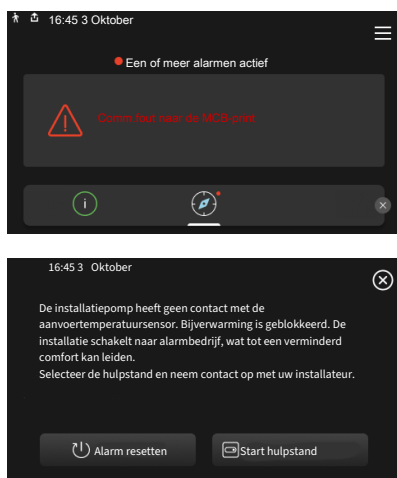 16:45 3 Oktober
Een of meer alarmen actief
Comm.fout naar de MCB-print
16:45 3 Oktober
De installatiepomp heeft geen contact met de
aanvoertemperatuursensor. Bijverwarming is geblokkeerd. De
installatie schakelt naar alarmbedrijf, wat tot een verminderd
comfort kan leiden.
Selecteer de hulpstand en neem contact op met uw installateur.
Alarm resetten
Start hulpstand